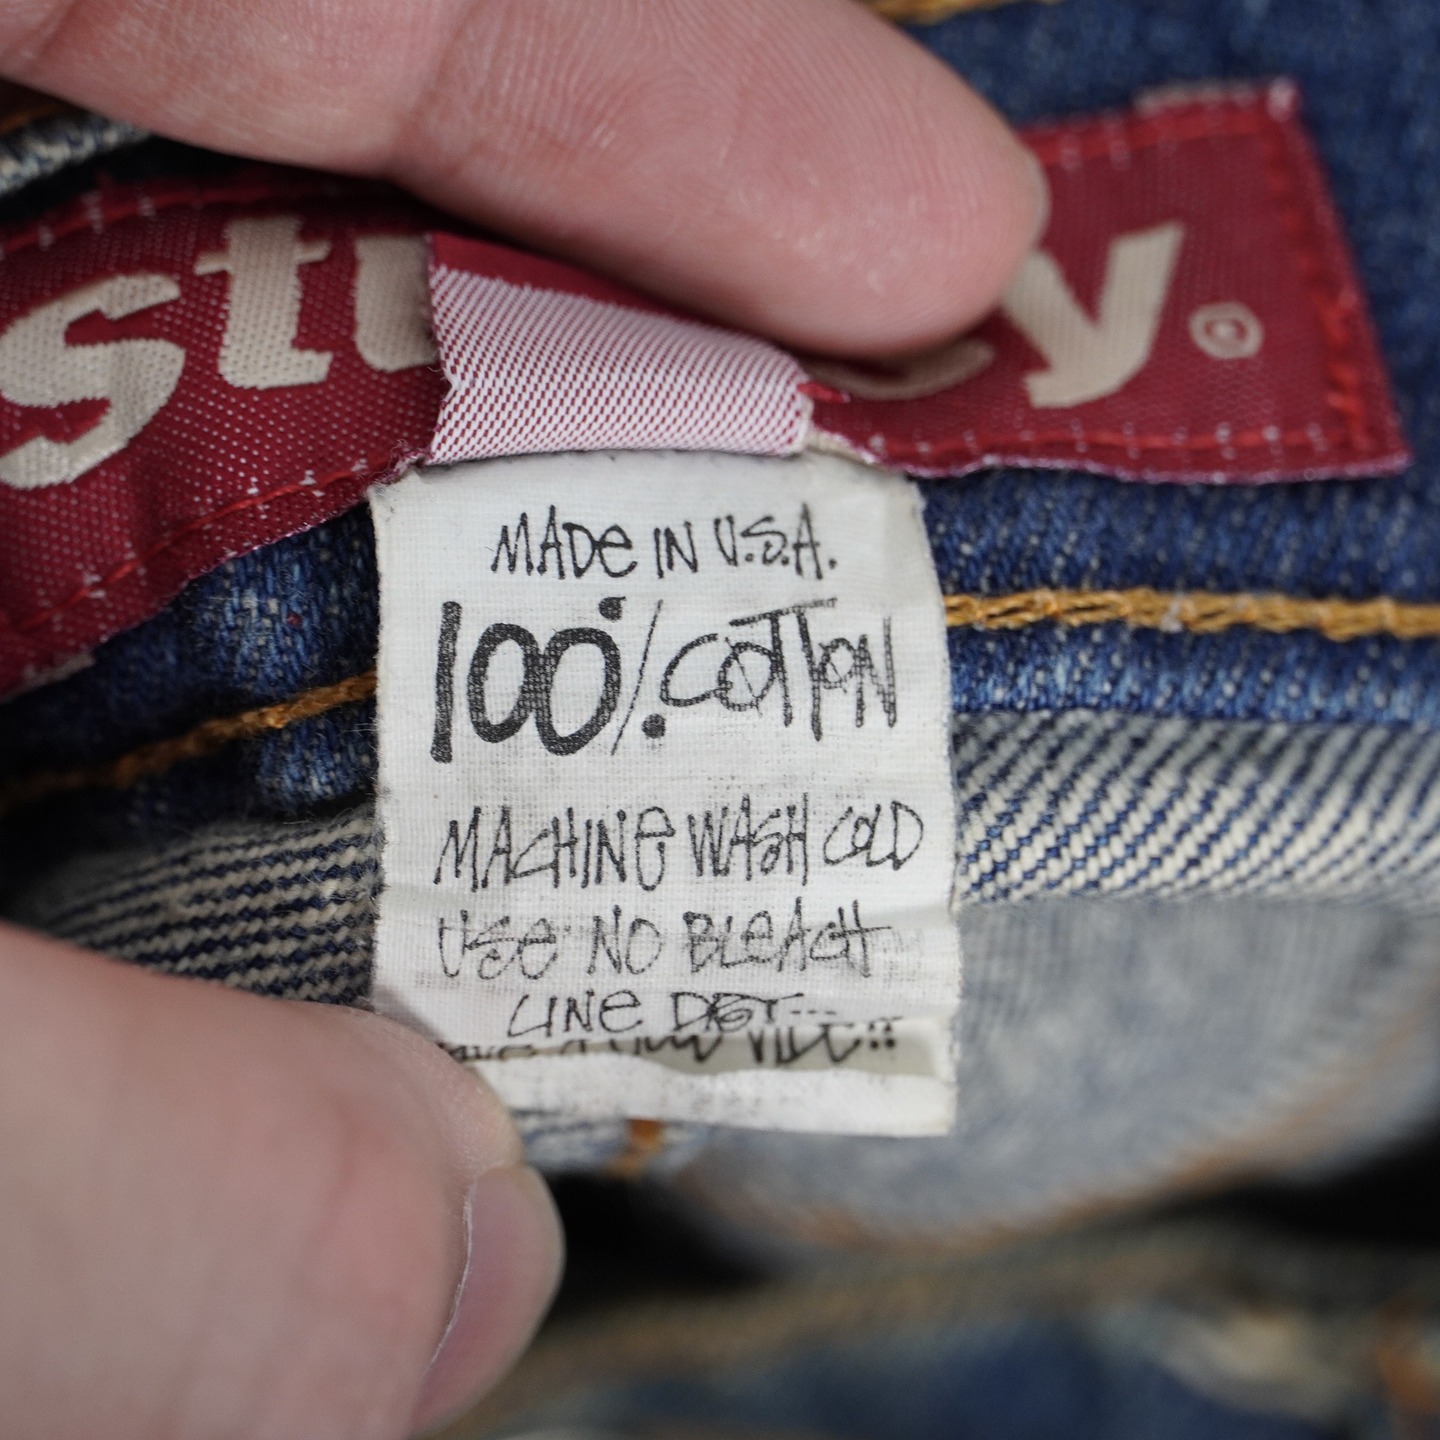 st y®
MADE IN U.S.A.
100% COTTON
MACHINE WASH COLD
USE NO BLEACH
LINE DRY...